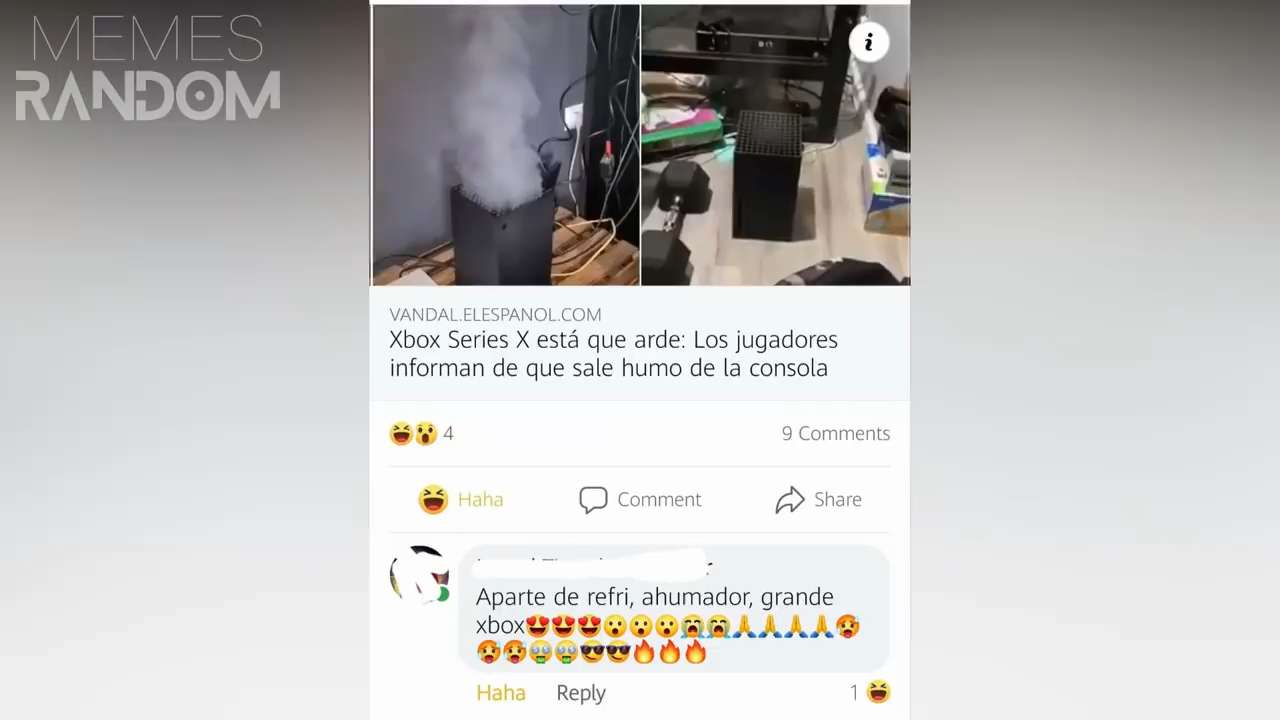 MEMES
RANDOM
i
VANDAL.ELESPANOL.COM
Xbox Series X está que arde: Los jugadores
informan de que sale humo de la consola
😆😮 4
9 Comments
😆 Haha
Comment
Share
Aparte de refri, ahumador, grande
xbox😍😍😍😮😮😮😭😭🙏🙏🙏🙏🥵
🥵🥵🤑🤑😎😎🔥🔥🔥
Haha
Reply
1 😆